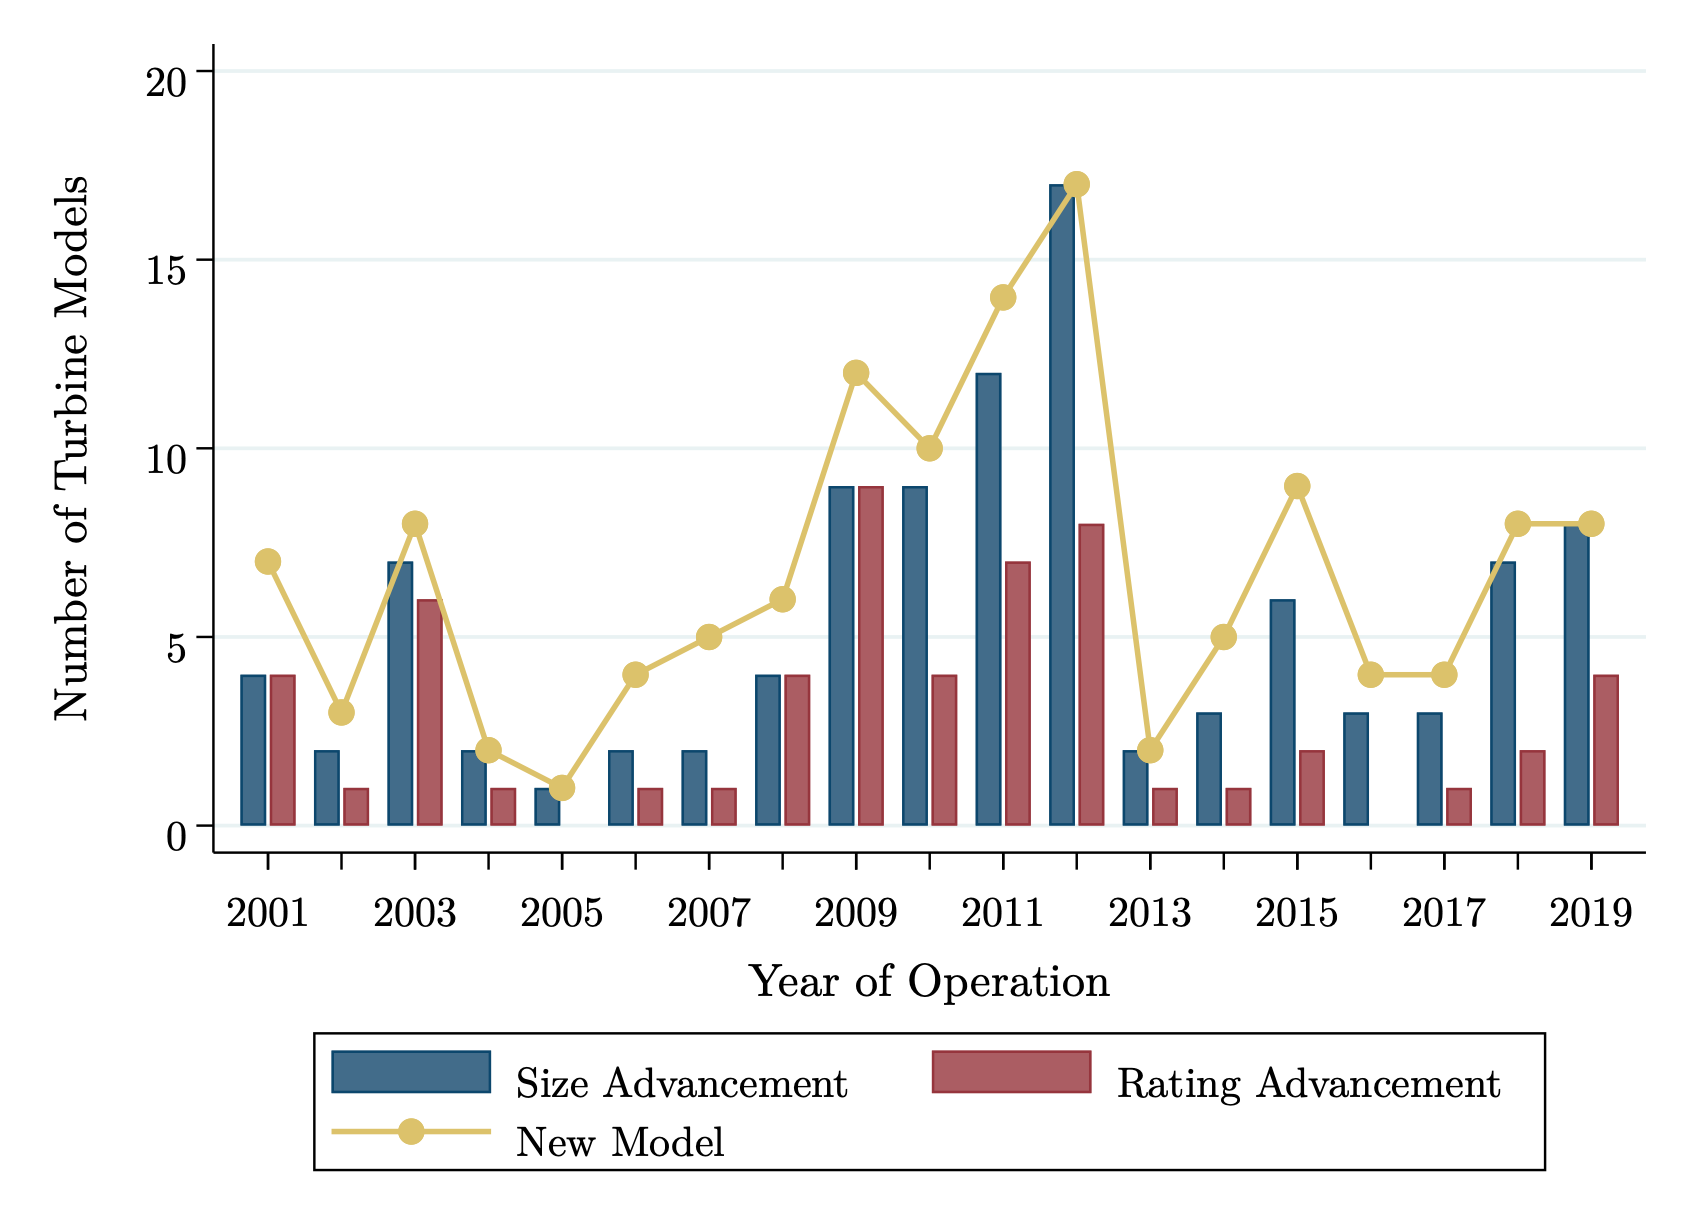 Number of Turbine Models
20
15
10
5
0
2001 2003 2005 2007 2009 2011 2013 2015 2017 2019
Year of Operation
Size Advancement Rating Advancement
New Model